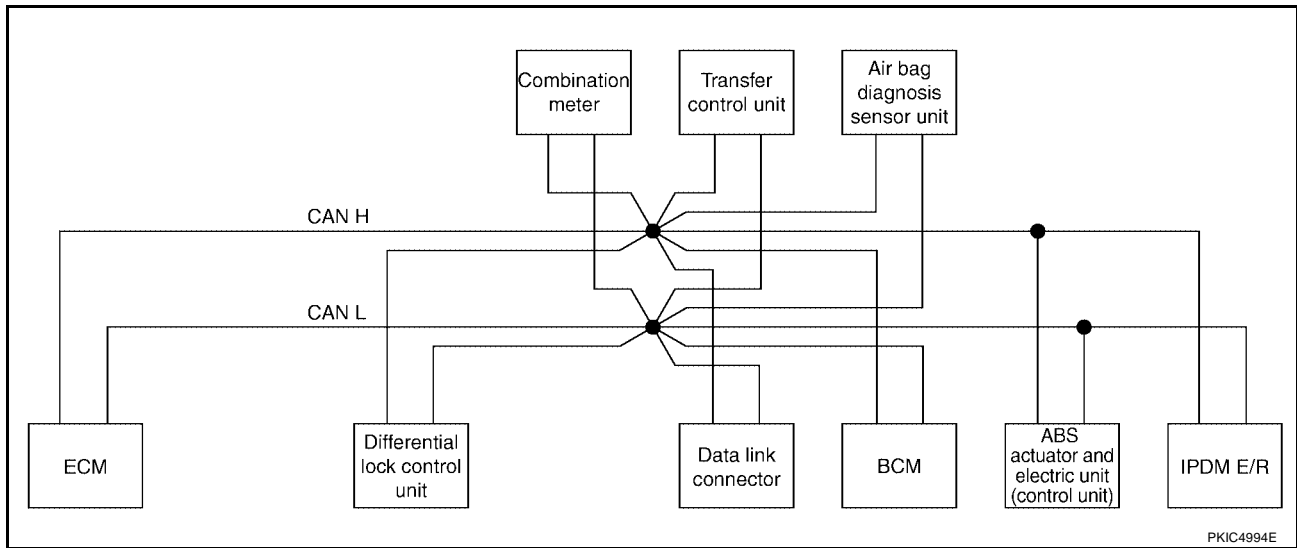 Combination
meter
Transfer
control unit
Air bag
diagnosis
sensor unit
CAN H
CAN L
ECM
Differential
lock control
unit
Data link
connector
BCM
ABS
actuator and
electric unit
(control unit)
IPDM E/R
PKIC4994E